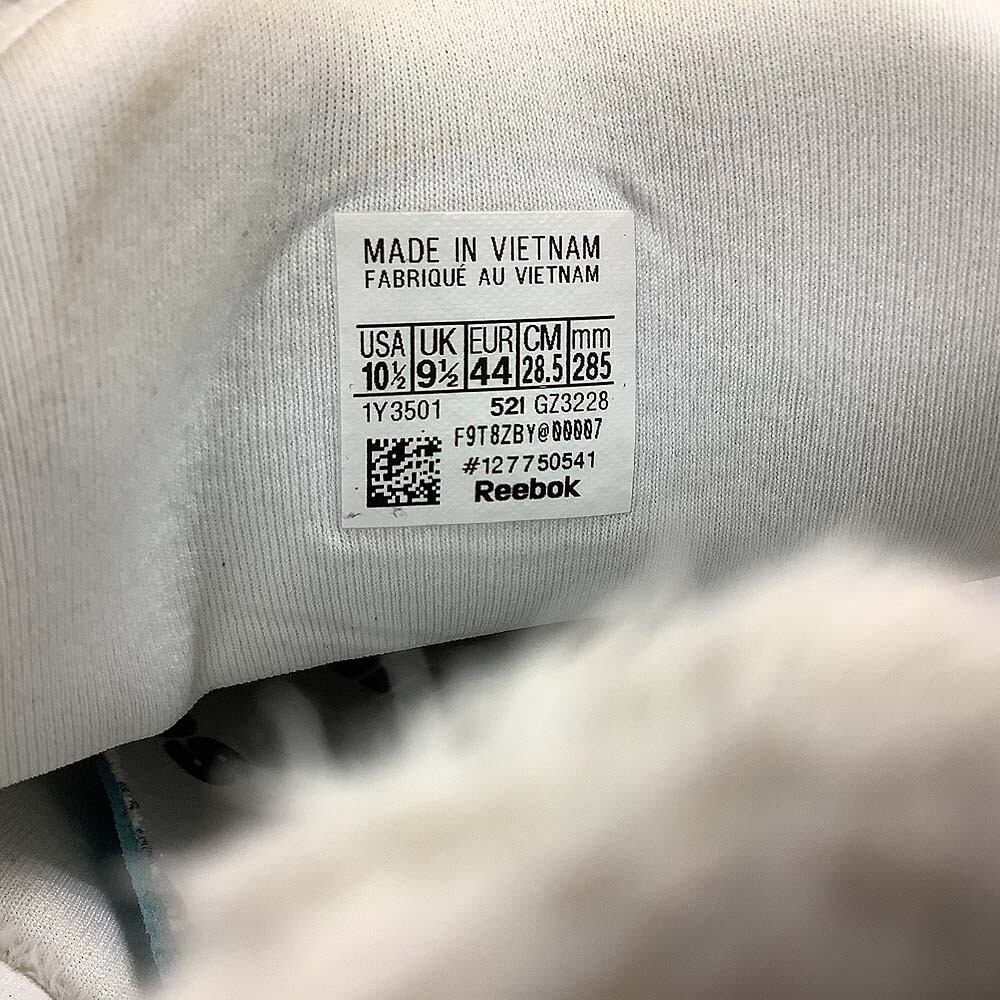 MADE IN VIETNAM
FABRIQUÉ AU VIETNAM
USA UK EUR CM mm
10½ 9½ 44 28.5 285
1Y3501 521 GZ3228
F9T8ZBY@00007
#127750541
Reebok